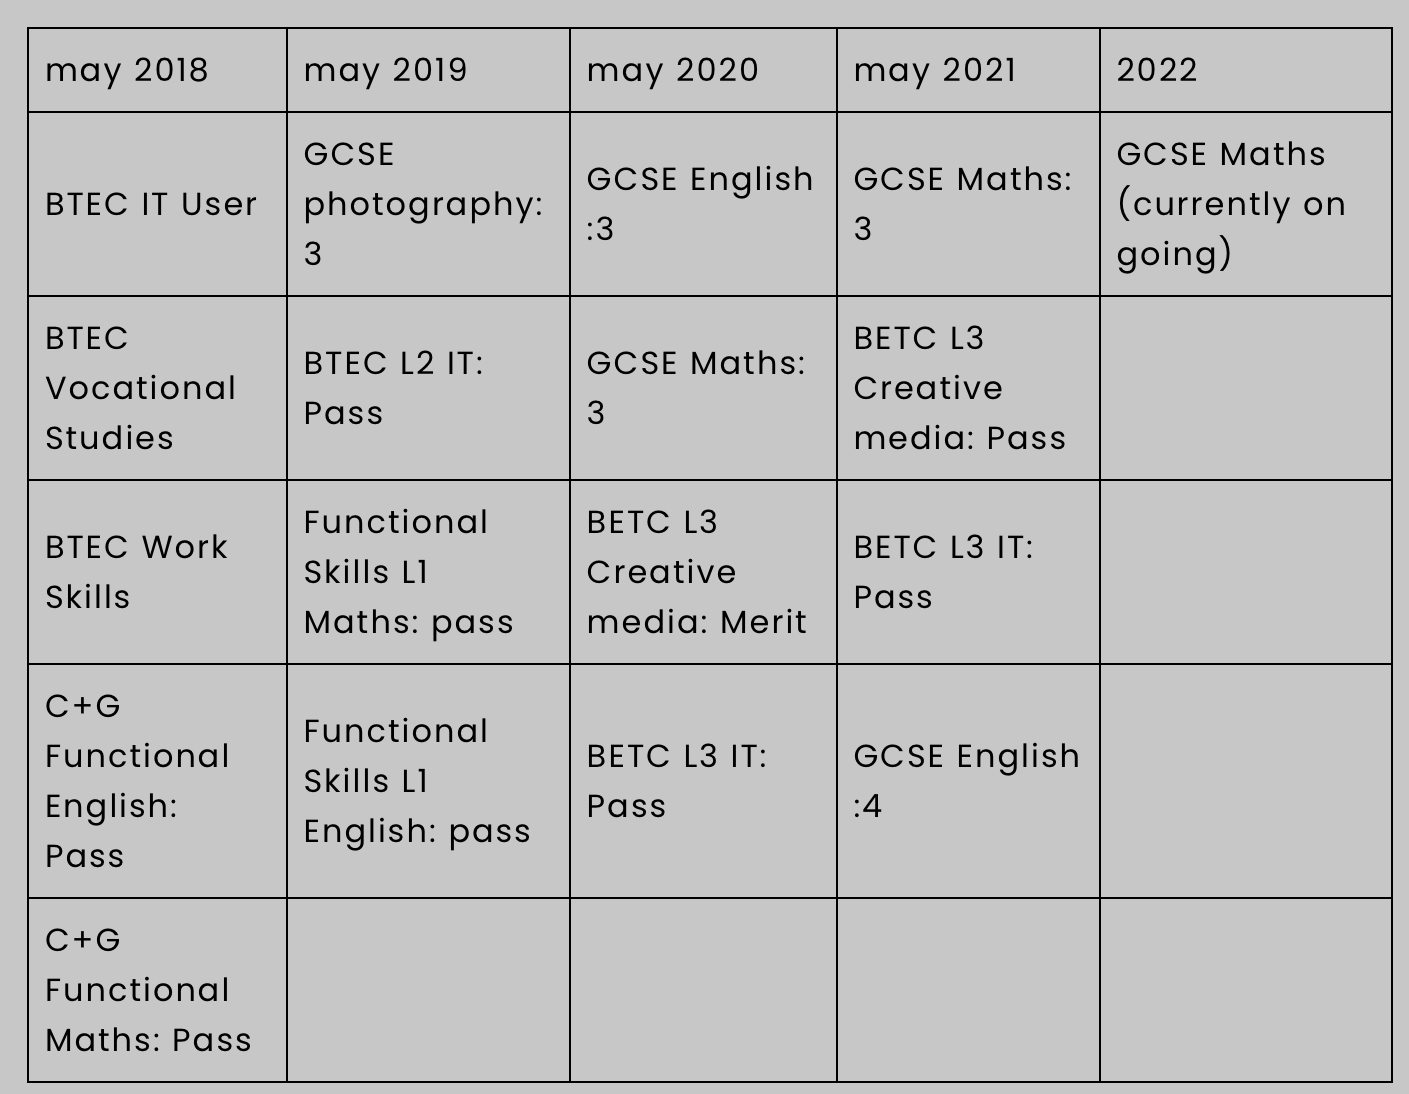 may 2018
may 2019
may 2020
may 2021
2022
BTEC IT User
GCSE
photography:
3
GCSE English
:3
GCSE Maths:
3
GCSE Maths
(currently on
going)
BTEC
Vocational
Studies
BTEC L2 IT:
Pass
GCSE Maths:
3
BETC L3
Creative
media: Pass
BTEC Work
Skills
Functional
Skills L1
Maths: pass
BETC L3
Creative
media: Merit
BETC L3 IT:
Pass
C+G
Functional
English:
Pass
Functional
Skills L1
English: pass
BETC L3 IT:
Pass
GCSE English
:4
C+G
Functional
Maths: Pass